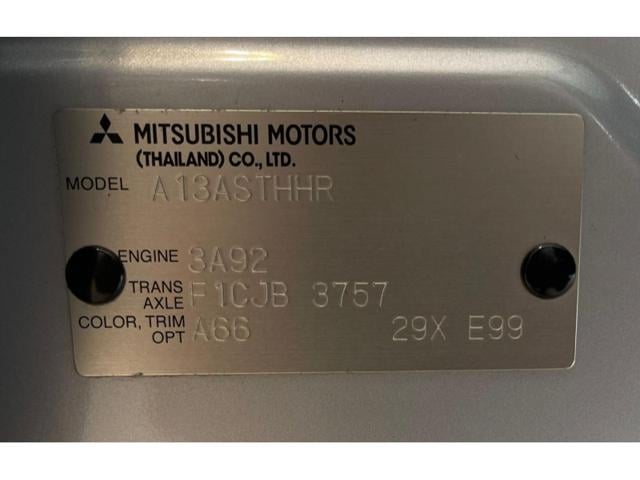 MITSUBISHI MOTORS
(THAILAND) CO., LTD.
MODEL A13ASTHHR
ENGINE 3A92
TRANS AXLE F1CJB 3757
COLOR, TRIM OPT A66 29X E99